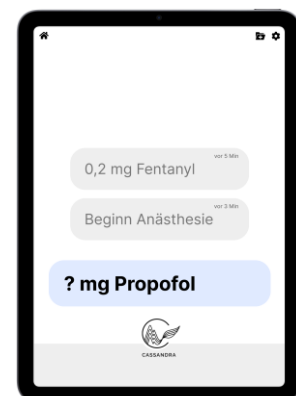 vor 5 Min
0,2 mg Fentanyl
vor 3 Min
Beginn Anästhesie
? mg Propofol
CASSANDRA